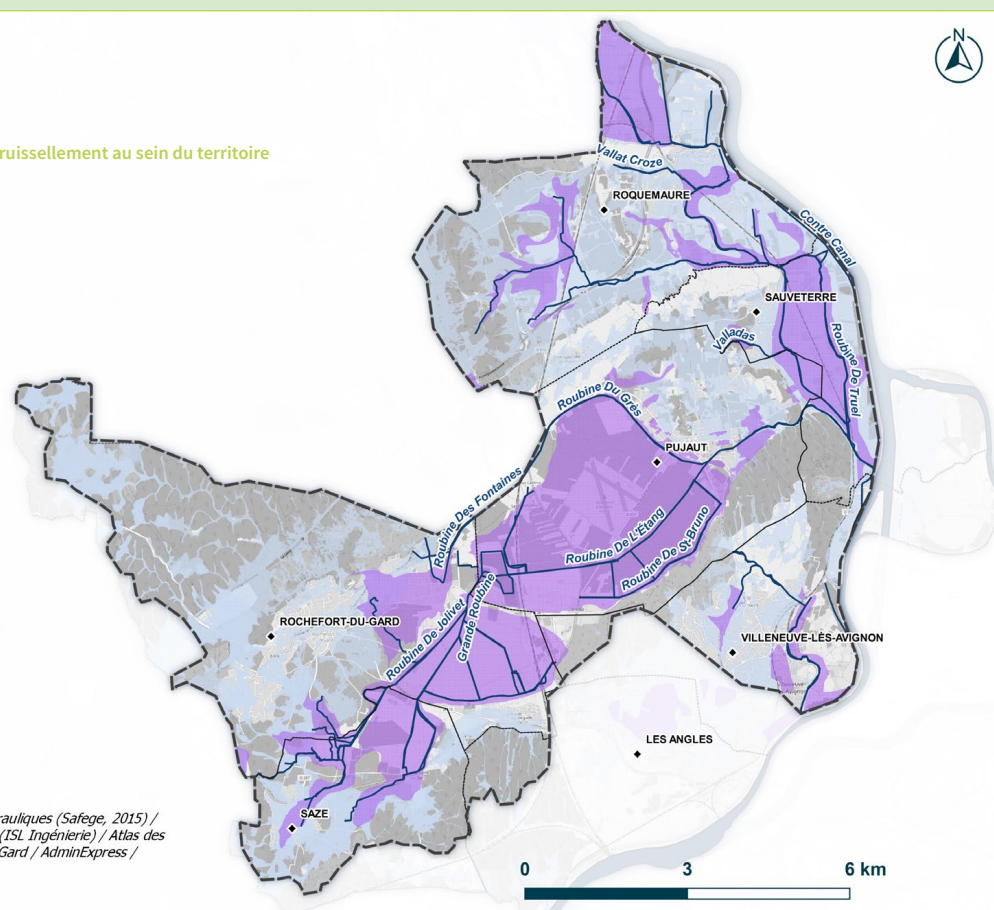 N
ruissellement au sein du territoire
Vallat Croze
ROQUEMAURE
Contre Canal
SAUVETERRE
Valladas
Roubine De Truel
Roubine Du Grès
PUJAUT
Roubine Des Fontaines
Roubine De L'Étang
Roubine De St-Bruno
Grande Roubine
Roubine De Jolivet
ROCHEFORT-DU-GARD
VILLENEUVE-LÈS-AVIGNON
LES ANGLES
SAZE
rauliques (Safege, 2015) /
(ISL Ingénierie) / Atlas des
Gard / AdminExpress /
0 3 6 km